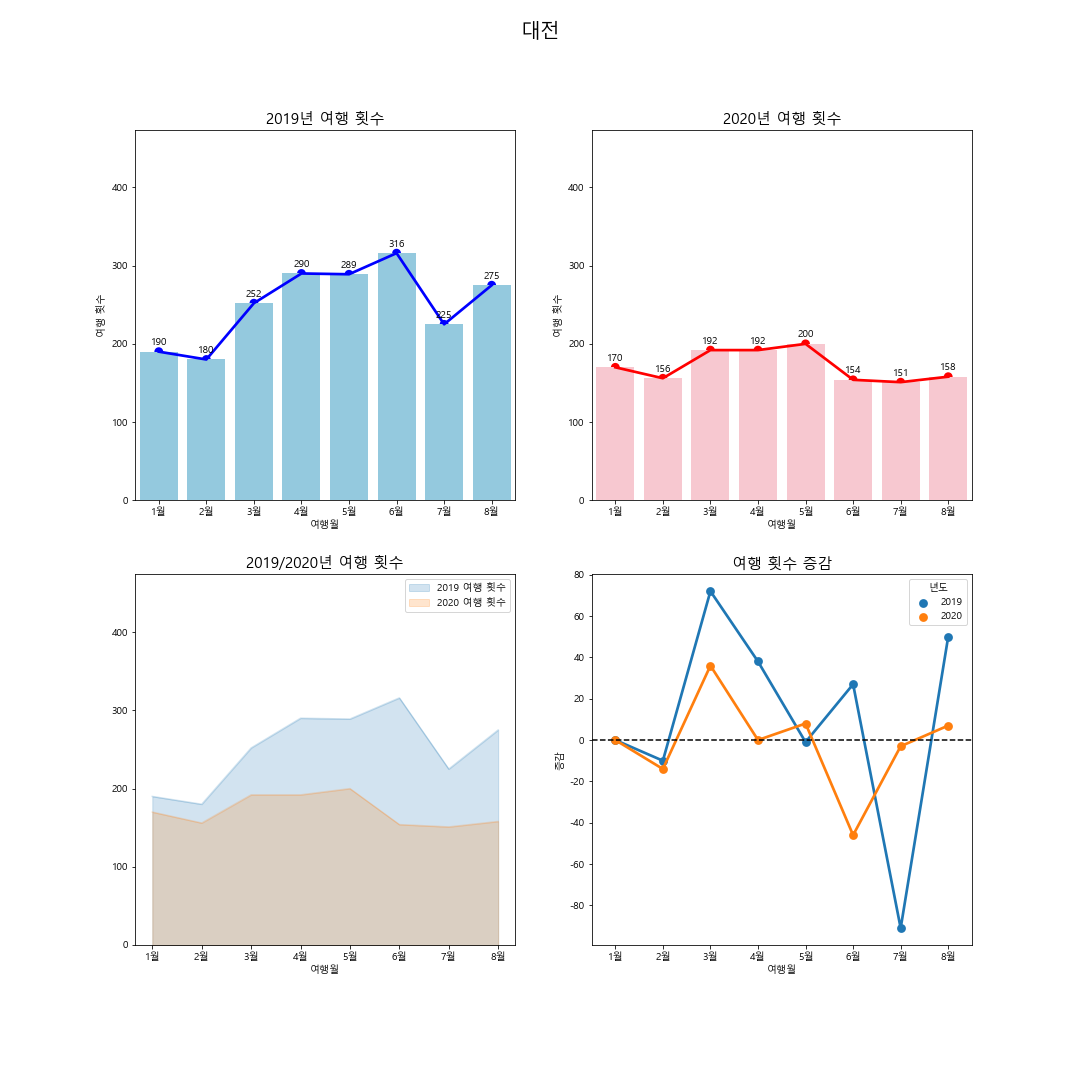 대전
2019년 여행 횟수
여행 횟수
400
300
200
100
0
190
180
252
290
289
316
225
275
1월 2월 3월 4월 5월 6월 7월 8월
여행월
2020년 여행 횟수
여행 횟수
400
300
200
100
0
170
156
192
192
200
154
151
158
1월 2월 3월 4월 5월 6월 7월 8월
여행월
2019/2020년 여행 횟수
2019 여행 횟수
2020 여행 횟수
400
300
200
100
0
1월 2월 3월 4월 5월 6월 7월 8월
여행월
여행 횟수 증감
년도
2019
2020
증감
80
60
40
20
0
-20
-40
-60
-80
1월 2월 3월 4월 5월 6월 7월 8월
여행월